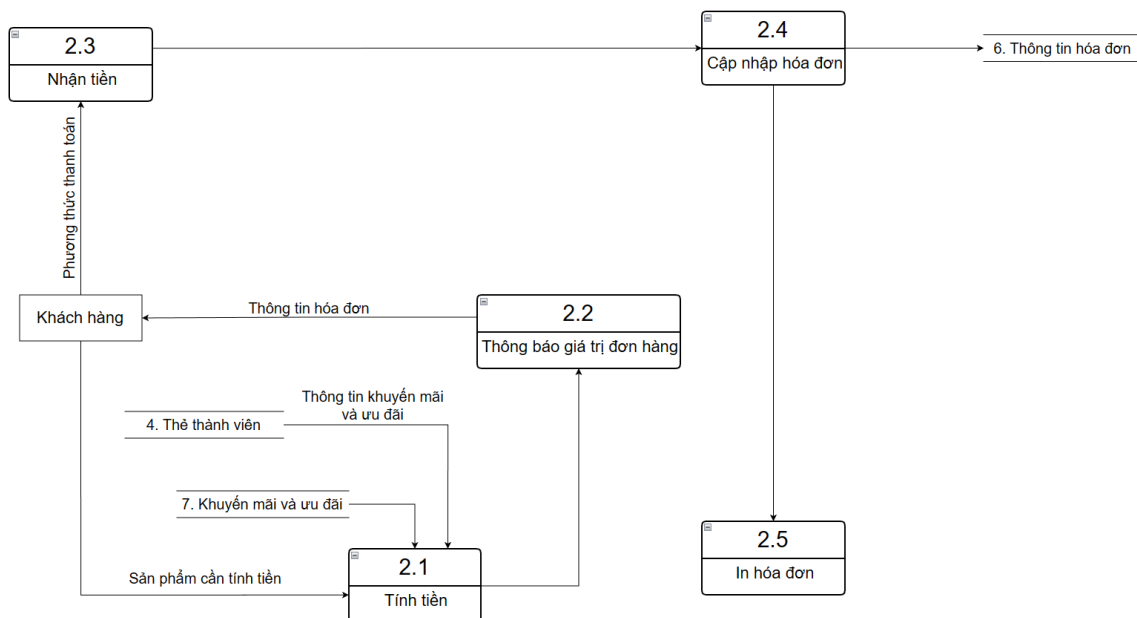 2.3
Nhận tiền
2.4
Cập nhập hóa đơn
6. Thông tin hóa đơn
Phương thức thanh toán
Khách hàng
Thông tin hóa đơn
2.2
Thông báo giá trị đơn hàng
Thông tin khuyến mãi
và ưu đãi
4. Thẻ thành viên
7. Khuyến mãi và ưu đãi
2.5
In hóa đơn
2.1
Tính tiền
Sản phẩm cần tính tiền